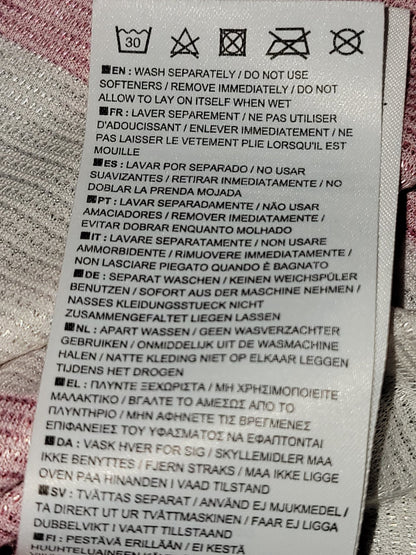 30
EN : WASH SEPARATELY / DO NOT USE
SOFTENERS / REMOVE IMMEDIATELY / DO NOT
ALLOW TO LAY ON ITSELF WHEN WET
FR : LAVER SEPAREMENT / NE PAS UTILISER
D'ADOUCISSANT / ENLEVER IMMEDIATEMENT / NE
PAS LAISSER LE VETEMENT PLIE LORSQU'IL EST
MOUILLE
ES : LAVAR POR SEPARADO / NO USAR
SUAVIZANTES / RETIRAR INMEDIATAMENTE / NO
DOBLAR LA PRENDA MOJADA
PT : LAVAR SEPARADAMENTE / NÃO USAR
AMACIADORES / REMOVER IMEDIATAMENTE /
EVITAR DOBRAR ENQUANTO MOLHADO
IT : LAVARE SEPARATAMENTE / NON USARE
AMMORBIDENTE / RIMUOVERE IMMEDIATAMENTE /
NON LASCIARE PIEGATO QUANDO È BAGNATO
DE : SEPARAT WASCHEN / KEINEN WEICHSPÜLER
BENUTZEN / SOFORT AUS DER MASCHINE NEHMEN /
NASSES KLEIDUNGSSTUECK NICHT
ZUSAMMENGEFALTET LIEGEN LASSEN
NL : APART WASSEN / GEEN WASVERZACHTER
GEBRUIKEN / ONMIDDELIJK UIT DE WASMACHINE
HALEN / NATTE KLEDING NIET OP ELKAAR LEGGEN
TIJDENS HET DROGEN
EL : ΠΛΥΝΤΕ ΞΕΧΩΡΙΣΤΑ / ΜΗ ΧΡΗΣΙΜΟΠΟΙΕΙΤΕ
ΜΑΛΑΚΤΙΚΟ / ΒΓΑΛΤΕ ΤΟ ΑΜΕΣΩΣ ΑΠΟ ΤΟ
ΠΛΥΝΤΗΡΙΟ / ΜΗΝ ΑΦΗΝΕΤΕ ΤΙΣ ΒΡΕΓΜΕΝΕΣ
ΕΠΙΦΑΝΕΙΕΣ ΤΟΥ ΥΦΑΣΜΑΤΟΣ ΝΑ ΕΦΑΠΤΟΝΤΑΙ
DA : VASK HVER FOR SIG / SKYLLEMIDLER MAA
IKKE BENYTTES / FJERN STRAKS / MAA IKKE LIGGE
OVEN PAA HINANDEN I VAAD TILSTAND
SV : TVÄTTAS SEPARAT / ANVÄND EJ MJUKMEDEL /
TA DIREKT UT UR TVÄTTMASKINEN / FAAR EJ LIGGA
DUBBELVIKT I VAATT TILLSTAAND
FI : PESTÄVÄ ERILLÄÄN / EI KESTÄ
HUUHTELUAINEEN